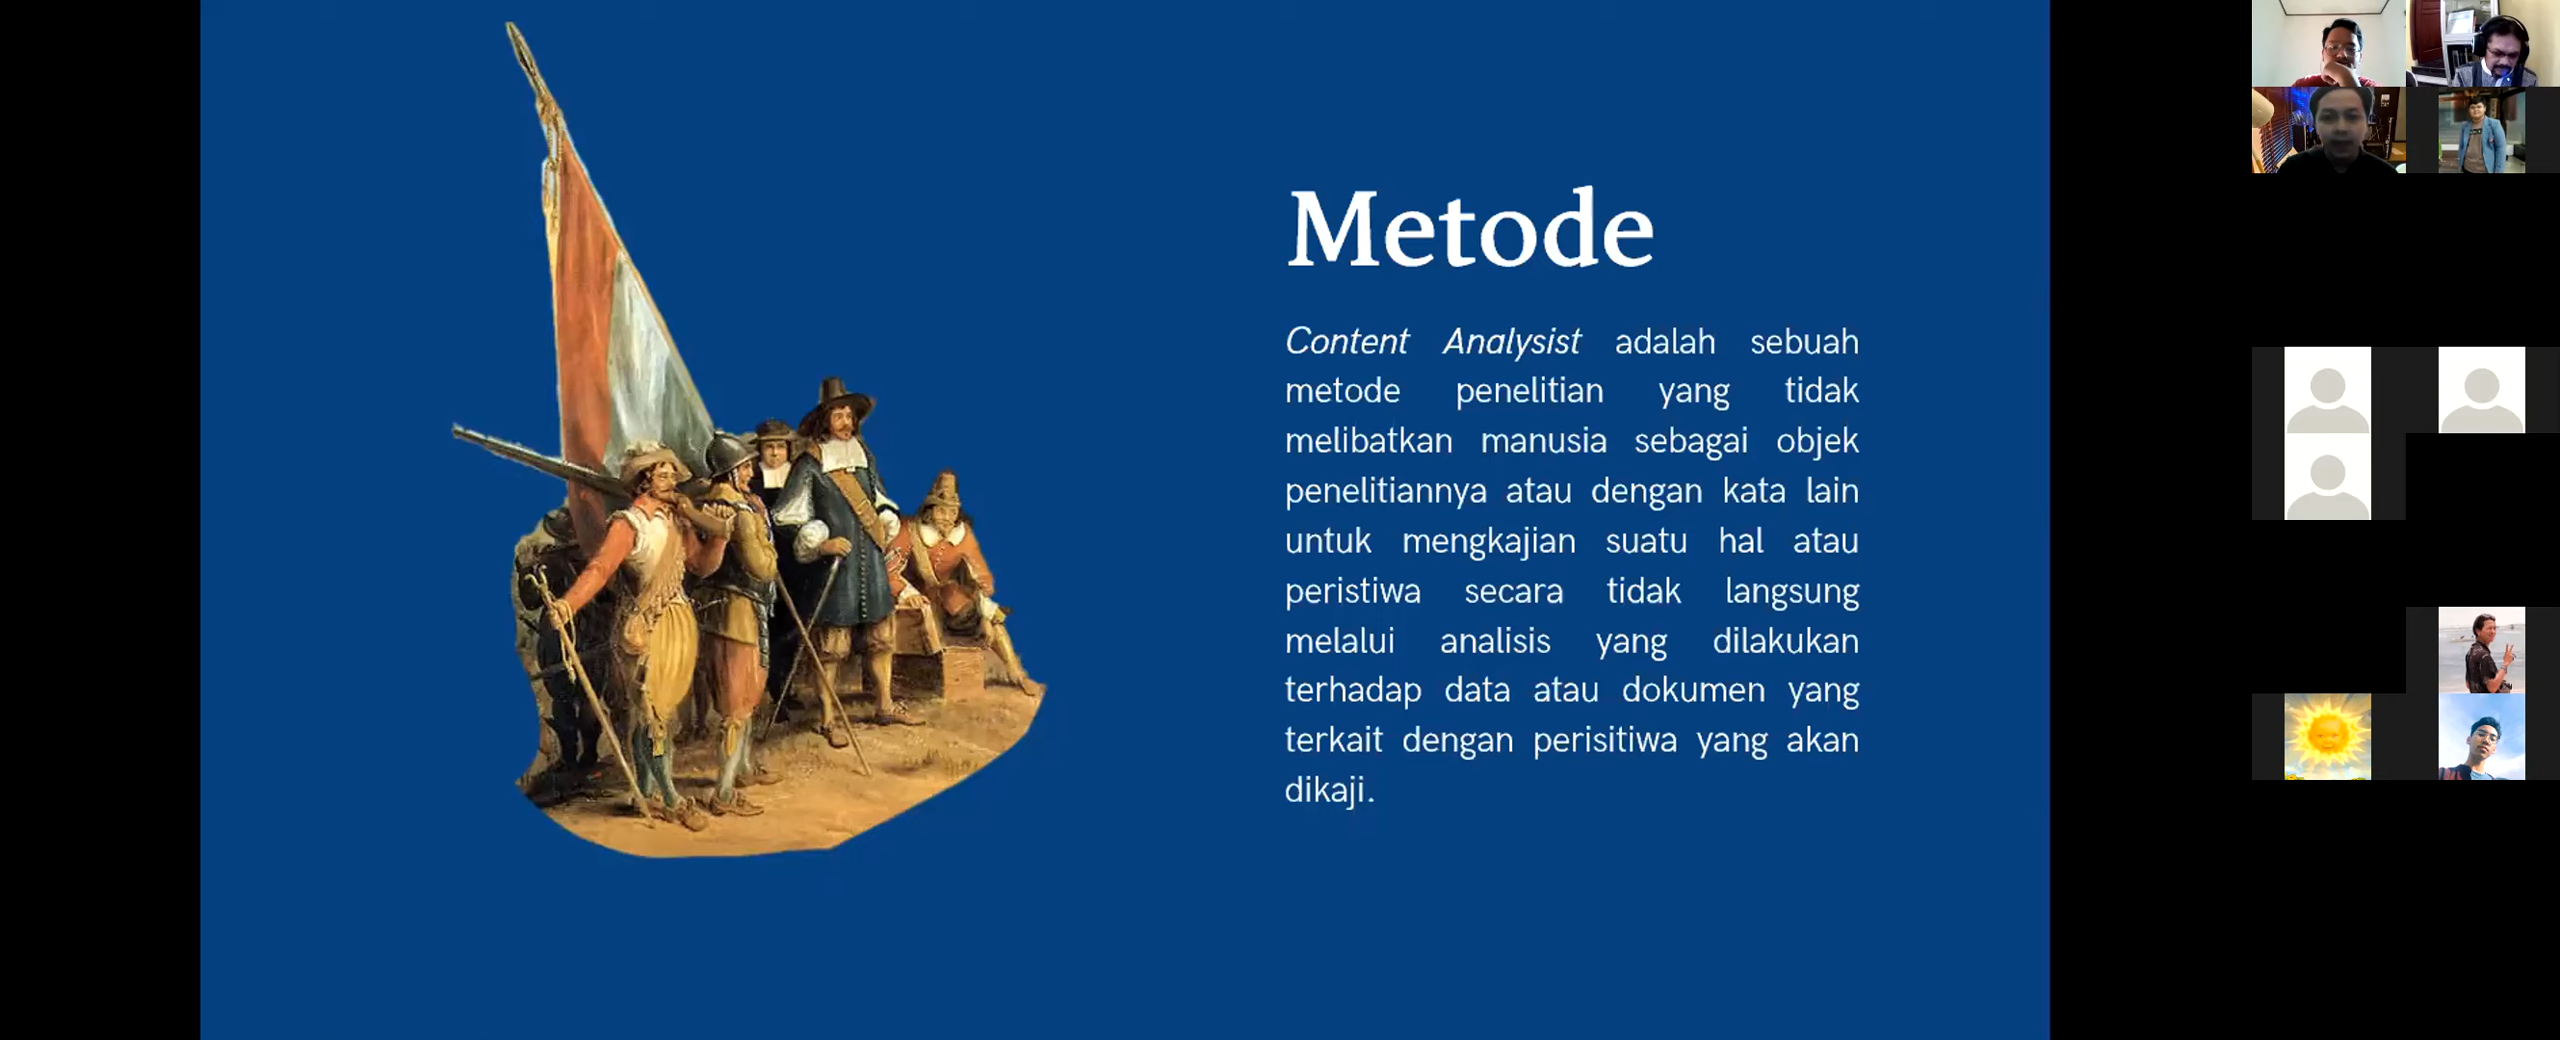 Metode
Content Analysist adalah sebuah
metode penelitian yang tidak
melibatkan manusia sebagai objek
penelitiannya atau dengan kata lain
untuk mengkajian suatu hal atau
peristiwa secara tidak langsung
melalui analisis yang dilakukan
terhadap data atau dokumen yang
terkait dengan perisitiwa yang akan
dikaji.